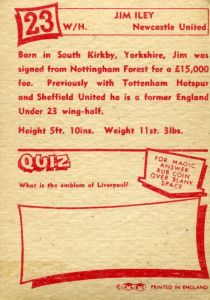 23
JIM ILEY
W/H. Newcastle United
Born in South Kirkby, Yorkshire, Jim was
signed from Nottingham Forest for a £15,000
fee. Previously with Tottenham Hotspur
and Sheffield United he is a former England
Under 23 wing-half.
Height 5ft. 10ins. Weight 11st. 3lbs.
QUIZ
What is the emblem of Liverpool?
FOR MAGIC
ANSWER
RUB COIN
OVER BLANK
SPACE
PRINTED IN ENGLAND